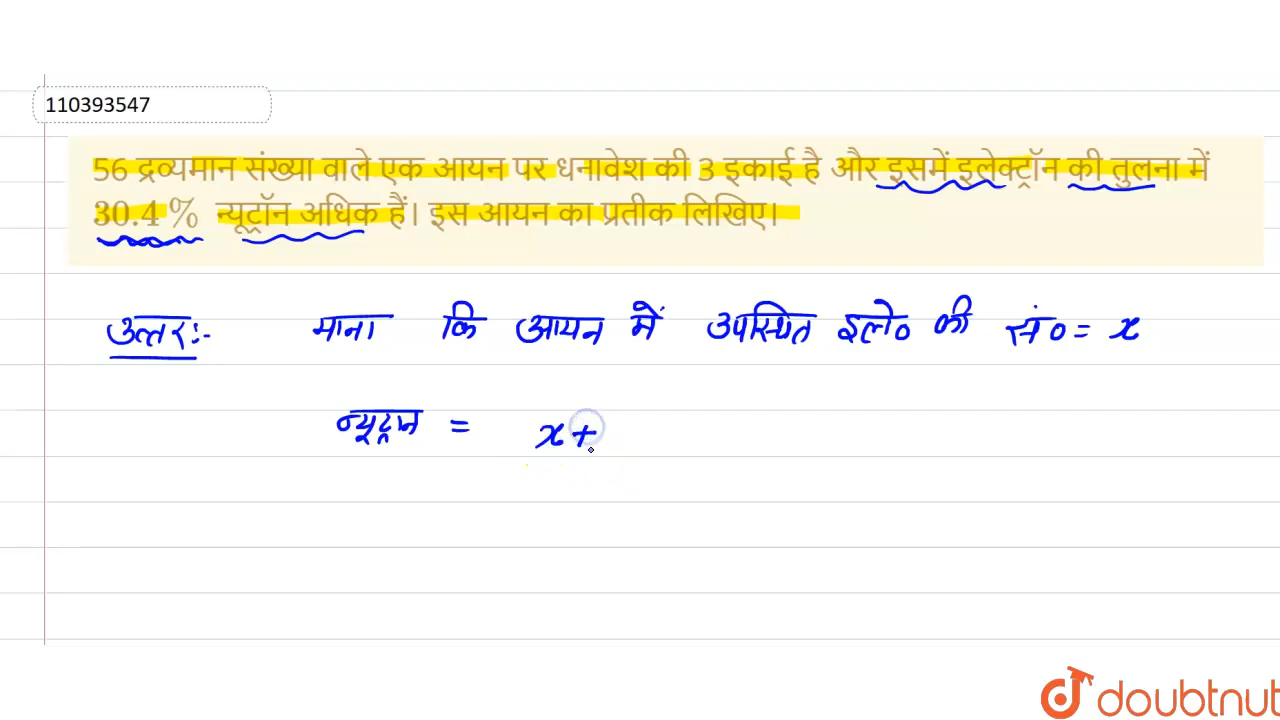 110393547
56 द्रव्यमान संख्या वाले एक आयन पर धनावेश की 3 इकाई है और इसमें इलेक्ट्रॉन की तुलना में
30.4% न्यूट्रॉन अधिक हैं। इस आयन का प्रतीक लिखिए।
उत्तरः- माना कि आयन में उपस्थित इले० की सं० = x
न्यूट्रान = x+
doubtnut